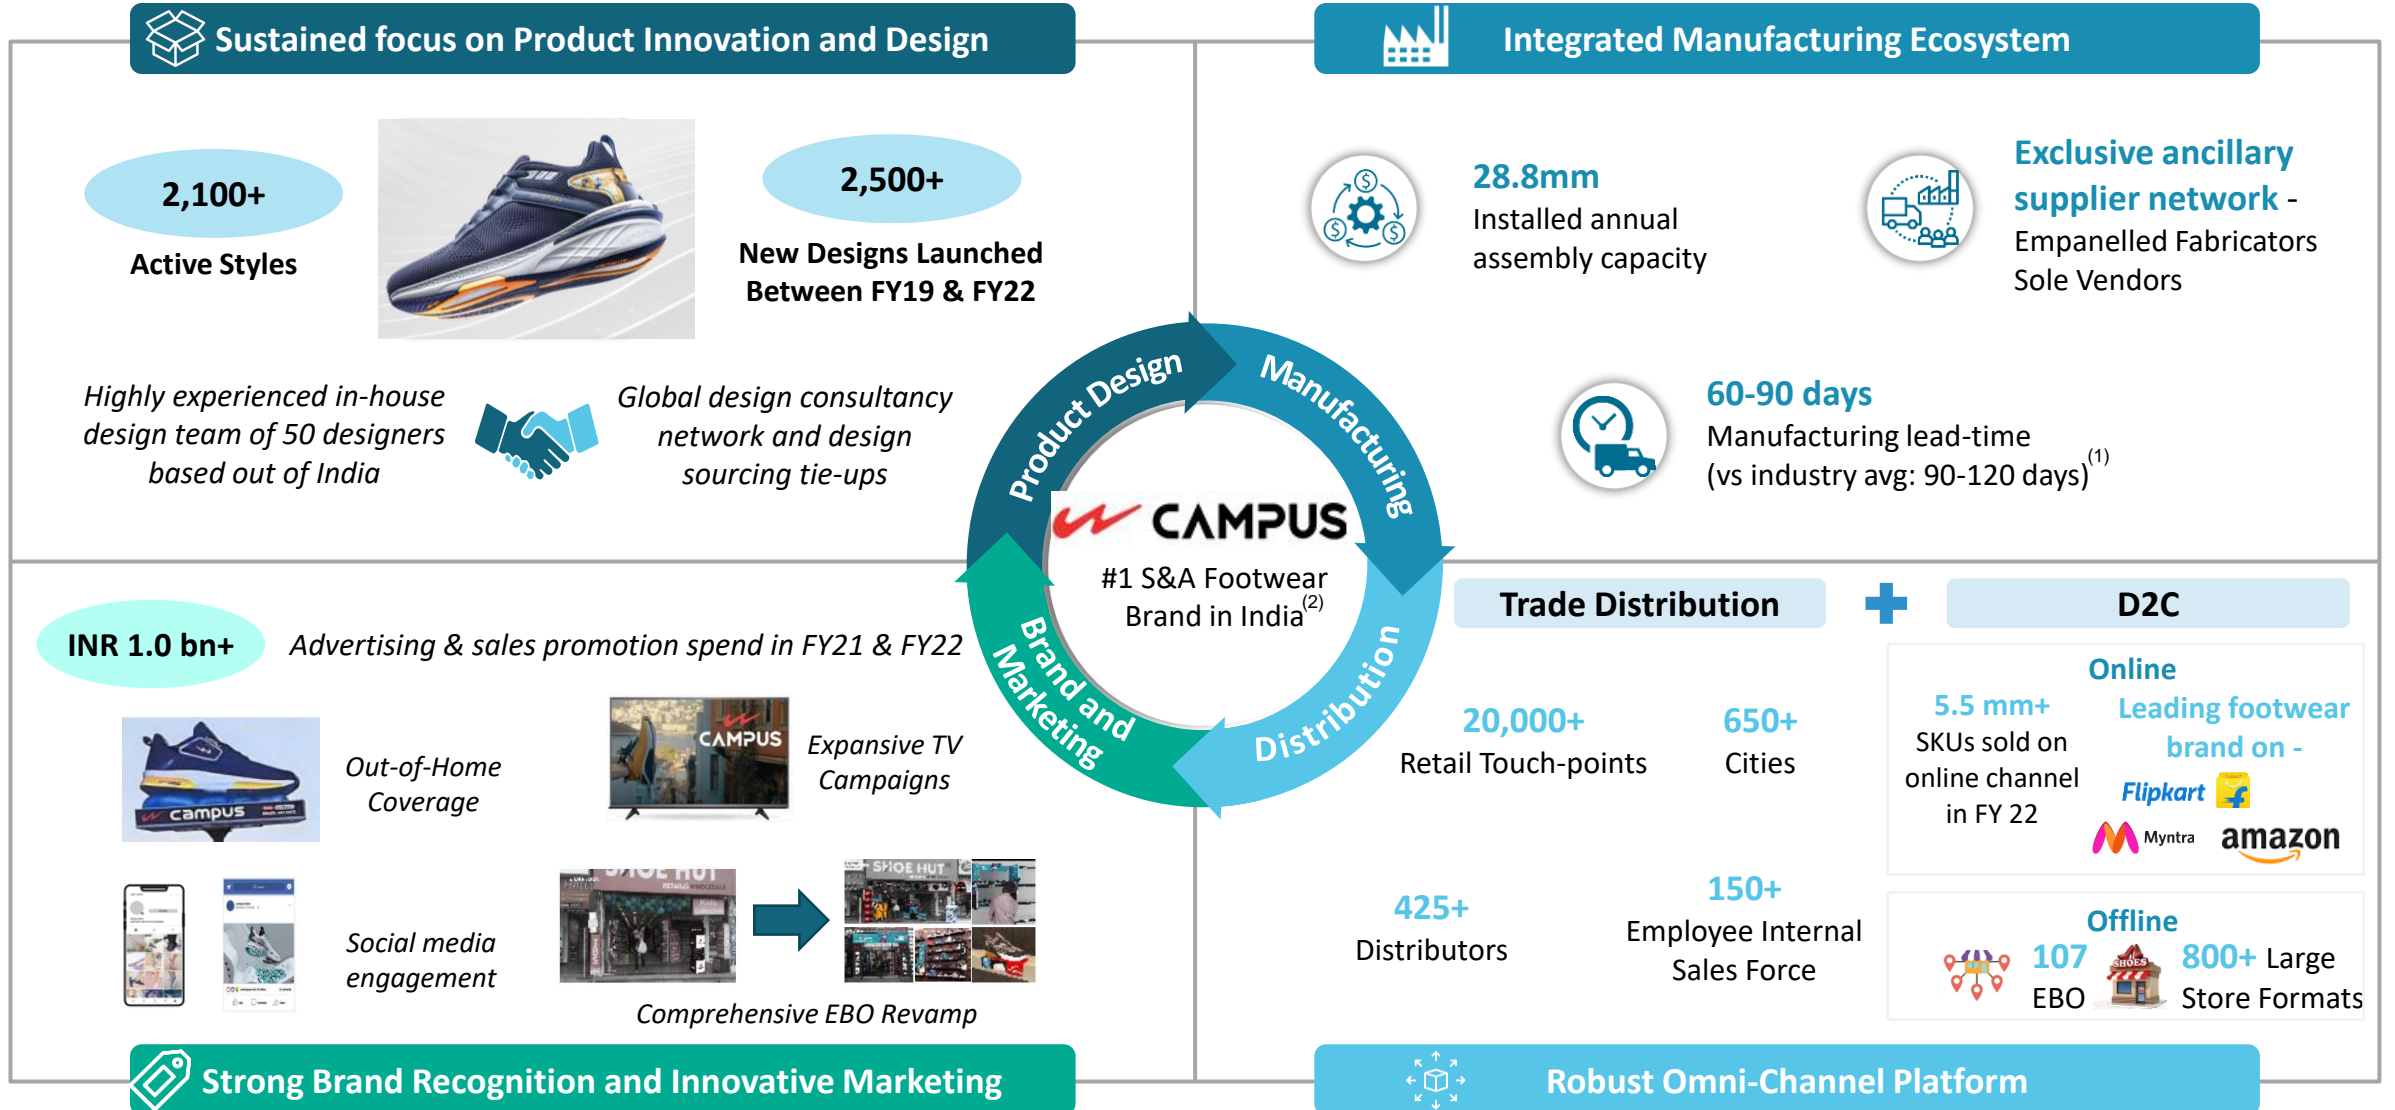 Sustained focus on Product Innovation and Design
2,100+
Active Styles
2,500+
New Designs Launched
Between FY19 & FY22
Highly experienced in-house
design team of 50 designers
based out of India
Global design consultancy
network and design
sourcing tie-ups
Integrated Manufacturing Ecosystem
28.8mm
Installed annual
assembly capacity
Exclusive ancillary
supplier network -
Empanelled Fabricators
Sole Vendors
60-90 days
Manufacturing lead-time
(vs industry avg: 90-120 days)(1)
Product Design
Manufacturing
Distribution
Brand and
Marketing
CAMPUS
#1 S&A Footwear
Brand in India(2)
INR 1.0 bn+
Advertising & sales promotion spend in FY21 & FY22
campus
Out-of-Home
Coverage
CAMPUS
Expansive TV
Campaigns
Social media
engagement
SHOE HUT
RETAIL WHOLESALE
SHOE HUT
Comprehensive EBO Revamp
Strong Brand Recognition and Innovative Marketing
Trade Distribution
D2C
20,000+
Retail Touch-points
650+
Cities
425+
Distributors
150+
Employee Internal
Sales Force
Online
5.5 mm+
SKUs sold on
online channel
in FY 22
Leading footwear
brand on -
Flipkart
Myntra
amazon
Offline
107
EBO
SHOES
800+ Large
Store Formats
Robust Omni-Channel Platform